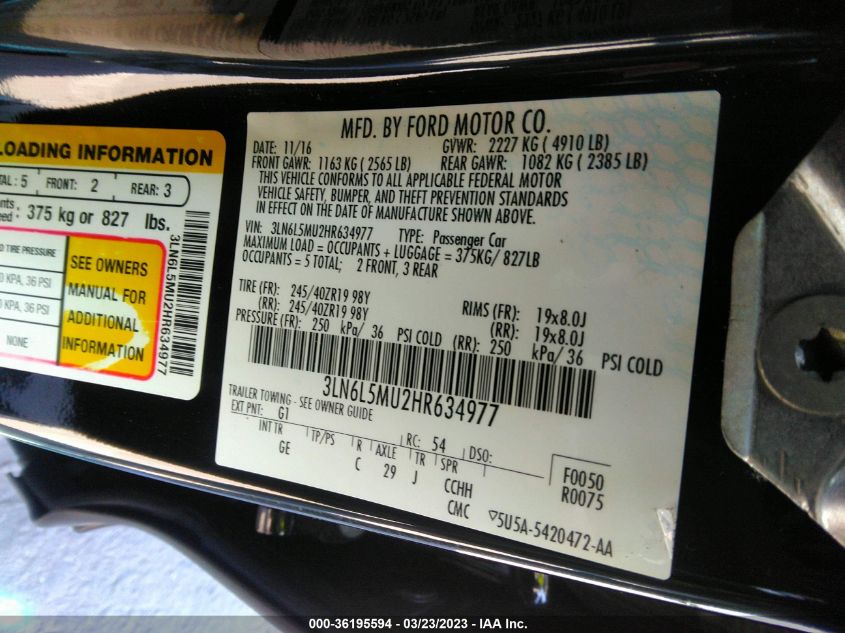 LOADING INFORMATION
TAL: 5 FRONT: 2 REAR: 3
375 kg or 827 lbs.
TIRE PRESSURE
KPA, 36 PSI
KPA, 36 PSI
NONE
SEE OWNERS
MANUAL FOR
ADDITIONAL
INFORMATION
3LN6L5MU2HR634977
MFD. BY FORD MOTOR CO.
DATE: 11/16 GVWR: 2227 KG ( 4910 LB)
FRONT GAWR: 1163 KG ( 2565 LB) REAR GAWR: 1082 KG ( 2385 LB)
THIS VEHICLE CONFORMS TO ALL APPLICABLE FEDERAL MOTOR
VEHICLE SAFETY, BUMPER, AND THEFT PREVENTION STANDARDS
IN EFFECT ON THE DATE OF MANUFACTURE SHOWN ABOVE.
VIN: 3LN6L5MU2HR634977 TYPE: Passenger Car
MAXIMUM LOAD = OCCUPANTS + LUGGAGE = 375KG/ 827LB
OCCUPANTS = 5 TOTAL; 2 FRONT, 3 REAR
TIRE (FR): 245/40ZR19 98Y RIMS (FR): 19x8.0J
(RR): 245/40ZR19 98Y (RR): 19x8.0J
PRESSURE (FR): 250 kPa/ 36 PSI COLD (RR): 250 kPa/ 36 PSI COLD
3LN6L5MU2HR634977
TRAILER TOWING - SEE OWNER GUIDE
EXT PNT: G1 RC: 54 DSO:
INT TR TP/PS R AXLE TR SPR F0050
GE C 29 J CCHH R0075
CMC ▽5U5A-5420472-AA
000-36195594 - 03/23/2023 - IAA Inc.